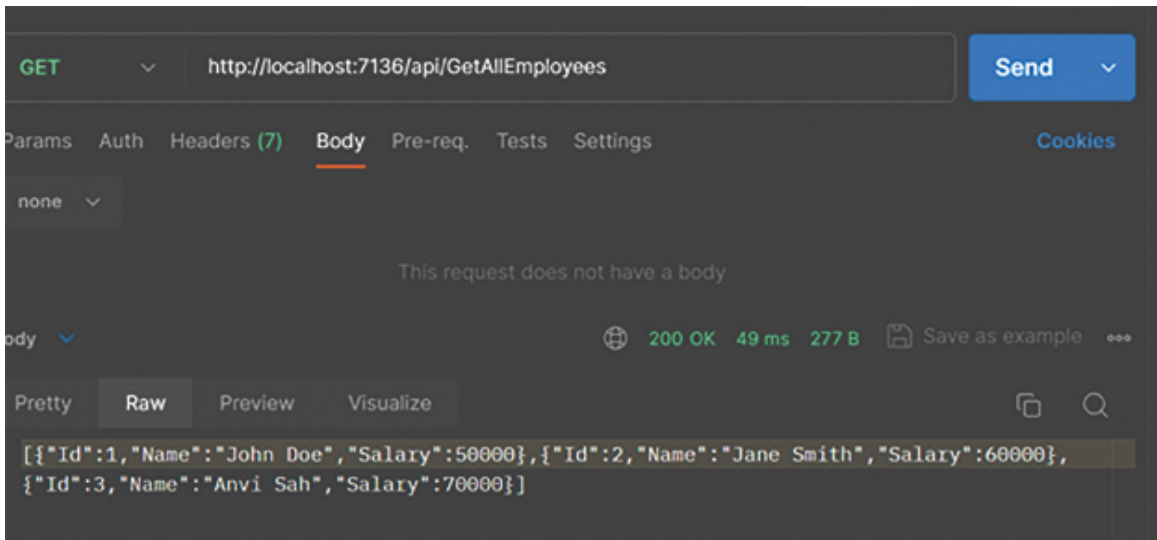 GET http://localhost:7136/api/GetAllEmployees Send
Params Auth Headers (7) Body Pre-req. Tests Settings Cookies
none
This request does not have a body
ody 200 OK 49 ms 277 B Save as example
Pretty Raw Preview Visualize
[{"Id":1,"Name":"John Doe","Salary":50000},{"Id":2,"Name":"Jane Smith","Salary":60000},
{"Id":3,"Name":"Anvi Sah","Salary":70000}]